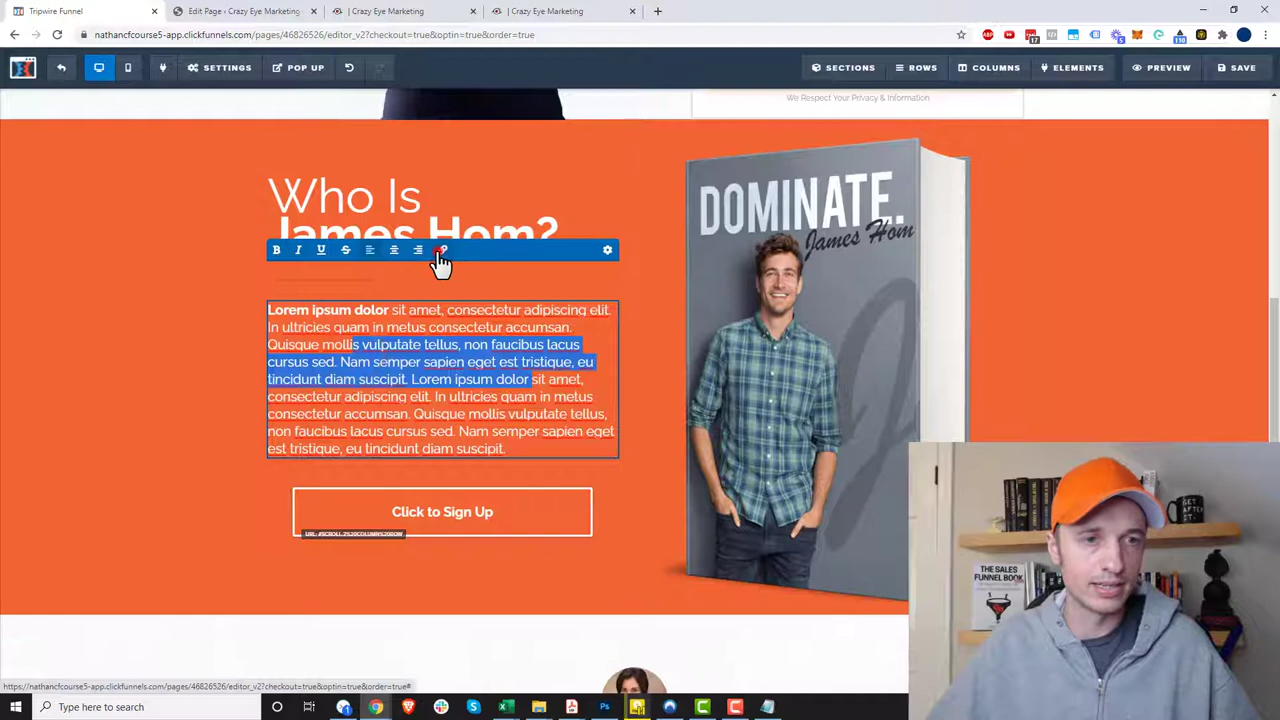 Tripwire Funnel
Edit Page ‹ Crazy Eye Marketing
| Crazy Eye Marketing
| Crazy Eye Marketing
nathancfcourse5-app.clickfunnels.com/pages/46826526/editor_v2?checkout=true&optin=true&order=true
SETTINGS
POP UP
SECTIONS
ROWS
COLUMNS
ELEMENTS
PREVIEW
SAVE
We Respect Your Privacy & Information
Who Is
James Hom?
B I U S
Lorem ipsum dolor sit amet, consectetur adipiscing elit.
In ultricies quam in metus consectetur accumsan.
Quisque mollis vulputate tellus, non faucibus lacus
cursus sed. Nam semper sapien eget est tristique, eu
tincidunt diam suscipit. Lorem ipsum dolor sit amet,
consectetur adipiscing elit. In ultricies quam in metus
consectetur accumsan. Quisque mollis vulputate tellus,
non faucibus lacus cursus sed. Nam semper sapien eget
est tristique, eu tincidunt diam suscipit.
Click to Sign Up
URL: #SCROLL-2%20COLUMN%20ROW
DOMINATE.
James Hom
GET
AFTER
THE SALES
FUNNEL BOOK
https://nathancfcourse5-app.clickfunnels.com/pages/46826526/editor_v2?checkout=true&optin=true&order=true#
Type here to search